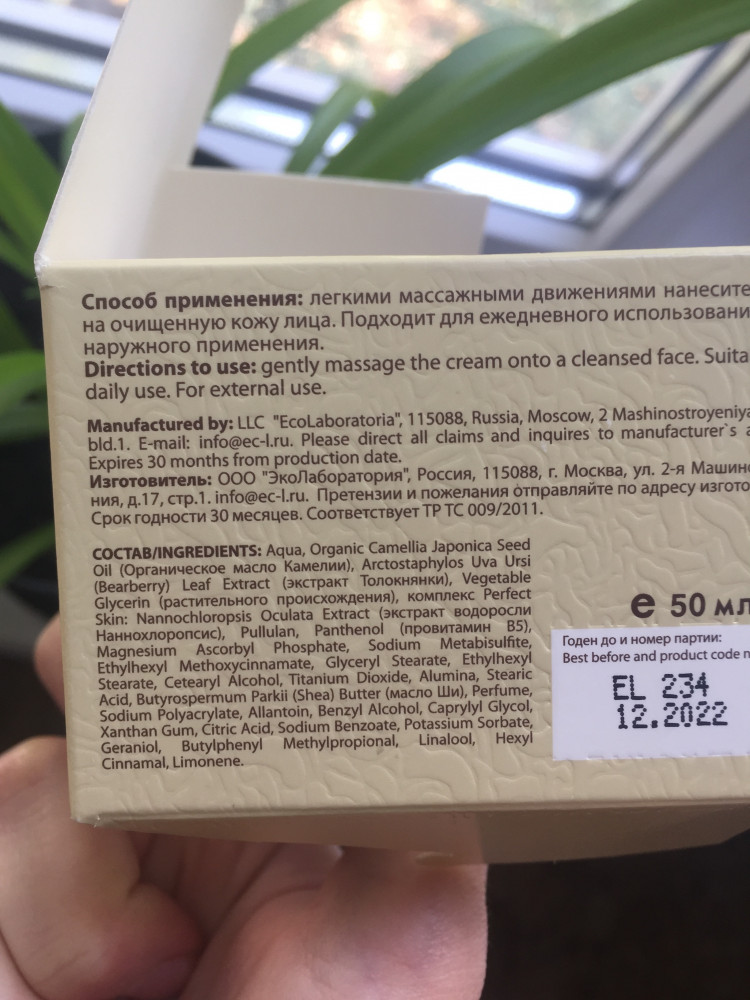 Способ применения: легкими массажными движениями нанесите
на очищенную кожу лица. Подходит для ежедневного
наружного применения.
Directions to use: gently massage the cream onto a cleansed face.
daily use. For external use.
Manufactured by: LLC "EcoLaboratoria", 115088, Russia, Moscow, 2
bld.1. E-mail: info@ec-l.ru. Please direct all claims and inquires to manufacturer`s
Expires 30 months from production date.
Изготовитель: ООО "ЭкоЛаборатория", Россия, 115088, г. Москва, ул. 2-я
ния, д.17, стр.1. info@ec-l.ru. Претензии и пожелания отправляйте по адресу
Срок годности 30 месяцев. Соответствует ТР ТС 009/2011.
СОСТАВ/INGREDIENTS: Aqua, Organic Camellia Japonica Seed
Oil (Органическое масло Камелии), Arctostaphylos Uva Ursi
(Bearberry) Leaf Extract (экстракт Толокнянки), Vegetable
Glycerin (растительного происхождения), комплекс Perfect
Skin: Nannochloropsis Oculata Extract (экстракт водоросли
Наннохлоропсис), Pullulan, Panthenol (провитамин B5),
Magnesium Ascorbyl Phosphate, Sodium Metabisulfite,
Ethylhexyl Methoxycinnamate, Glyceryl Stearate, Ethylhexyl
Stearate, Cetearyl Alcohol, Titanium Dioxide, Alumina, Stearic
Acid, Butyrospermum Parkii (Shea) Butter (масло Ши), Perfume,
Sodium Polyacrylate, Allantoin, Benzyl Alcohol, Caprylyl Glycol,
Xanthan Gum, Citric Acid, Sodium Benzoate, Potassium Sorbate,
Geraniol, Butylphenyl Methylpropional, Linalool, Hexyl
Cinnamal, Limonene.
e 50 мл
Годен до и номер партии:
Best before and product code
EL 234
12.2022